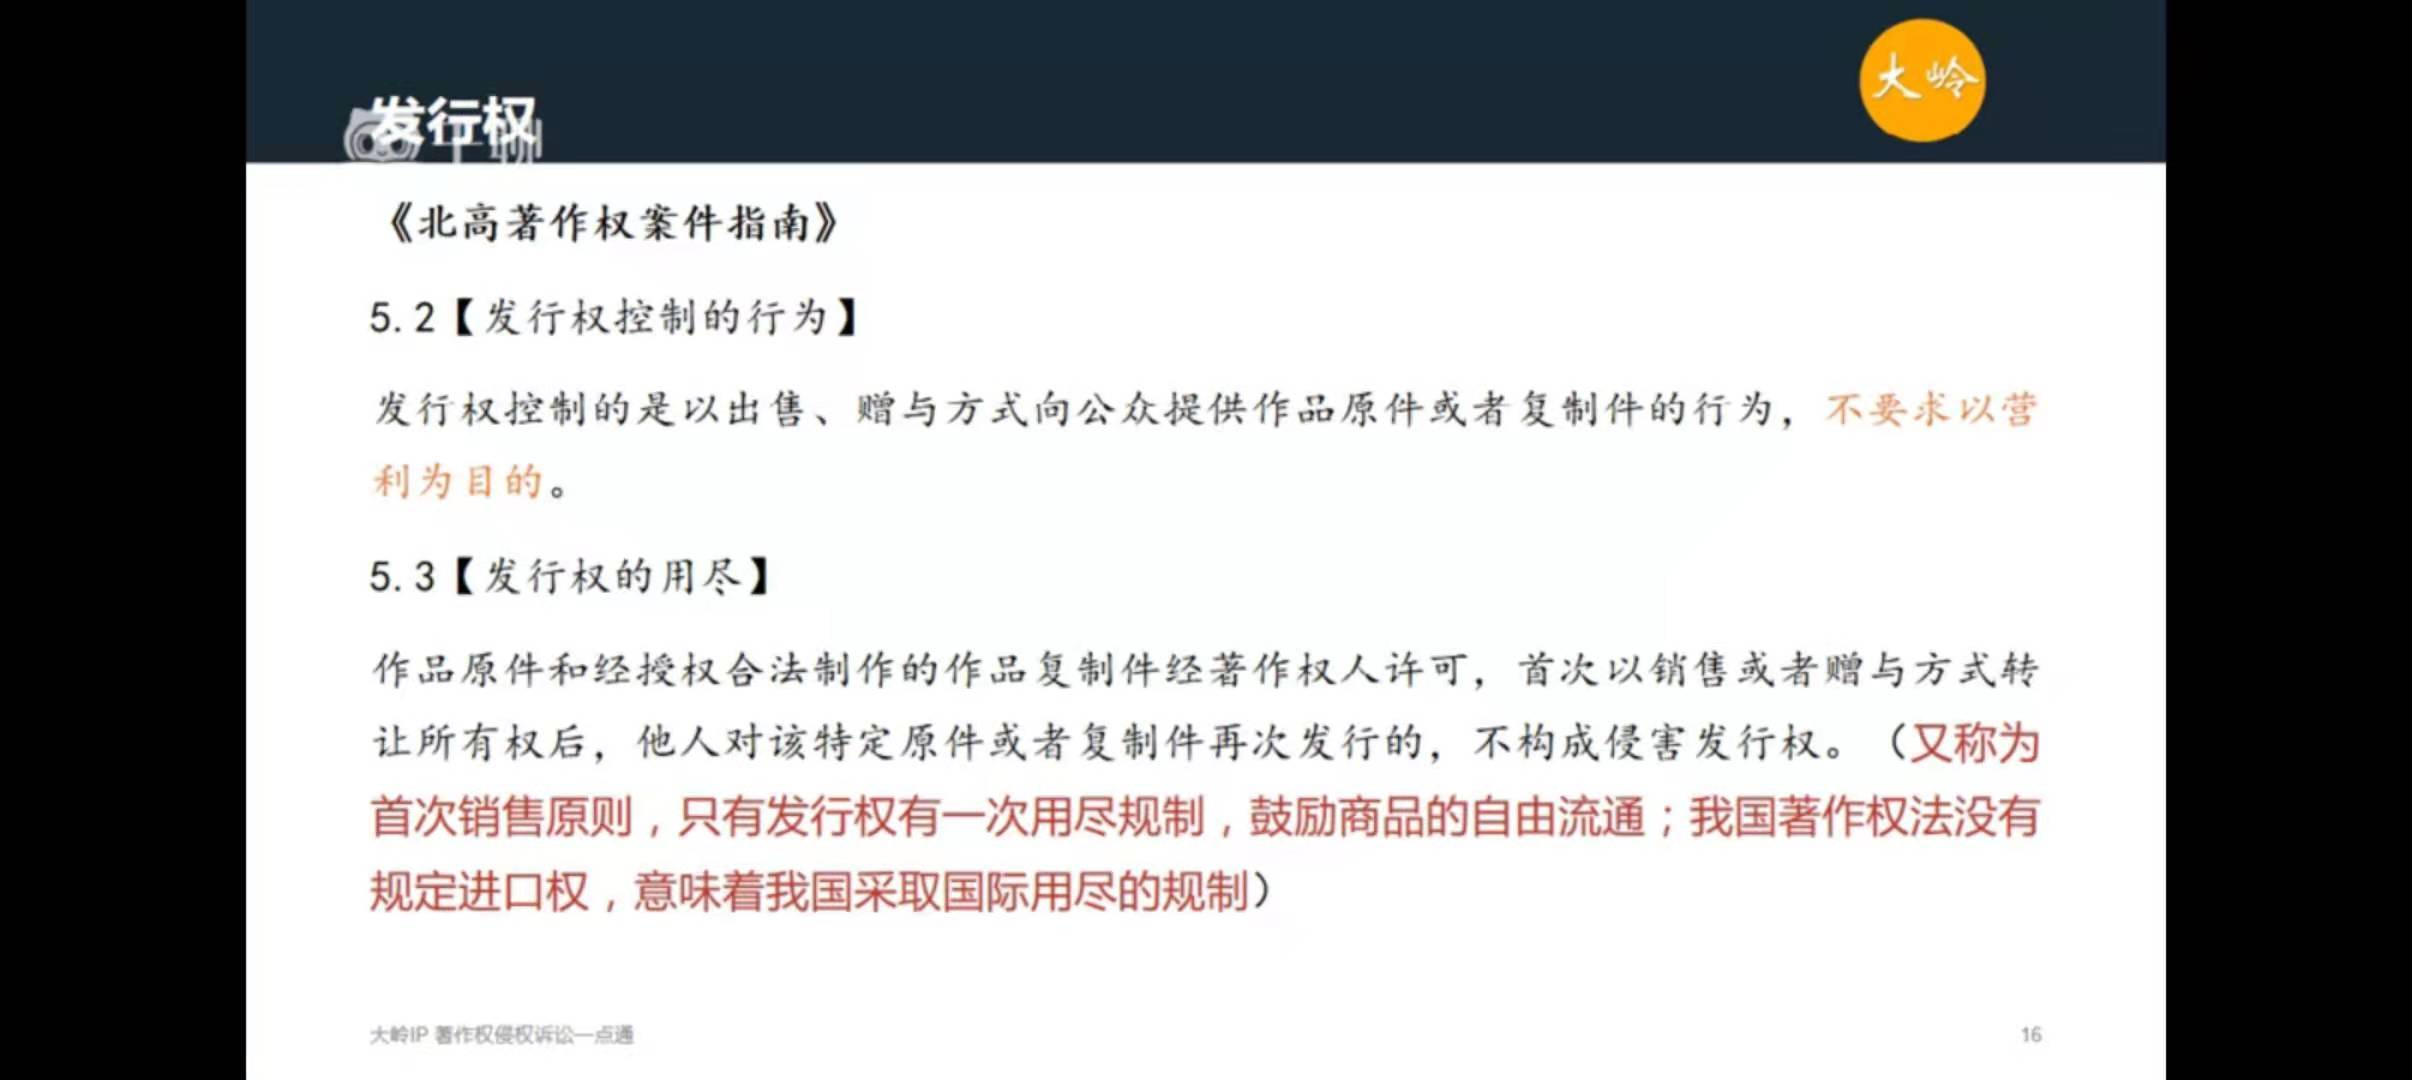 大岭
发行权
《北高著作权案件指南》
5.2【发行权控制的行为】
发行权控制的是以出售、赠与方式向公众提供作品原件或者复制件的行为，不要求以营
利为目的。
5.3【发行权的用尽】
作品原件和经授权合法制作的作品复制件经著作权人许可，首次以销售或者赠与方式转
让所有权后，他人对该特定原件或者复制件再次发行的，不构成侵害发行权。（又称为
首次销售原则，只有发行权有一次用尽规制，鼓励商品的自由流通；我国著作权法没有
规定进口权，意味着我国采取国际用尽的规制）
大岭IP 著作权侵权诉讼一点通
16